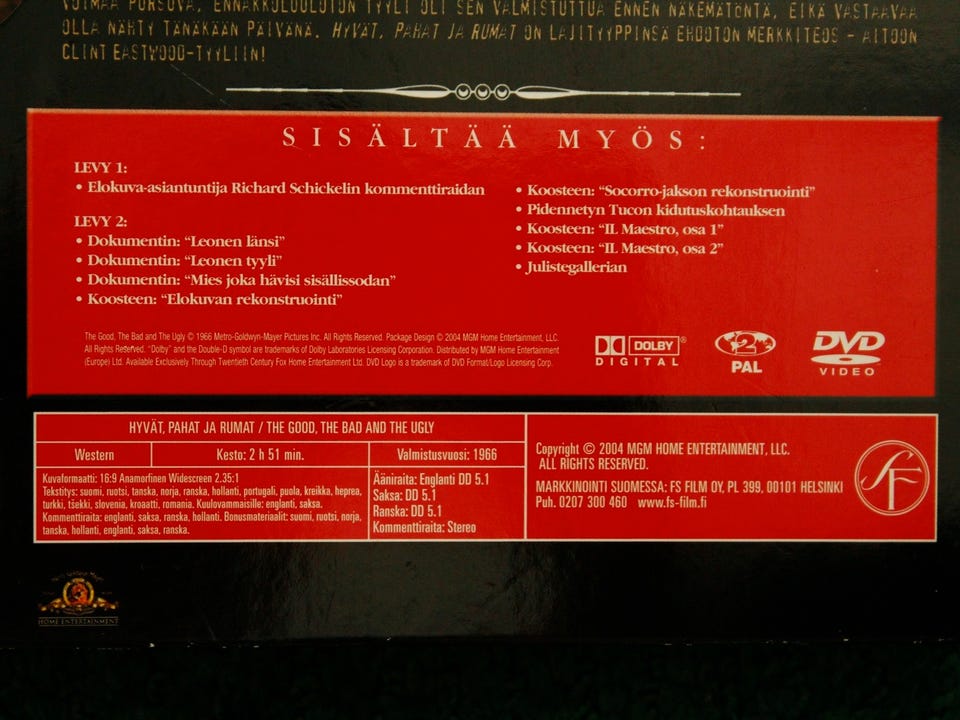 VOIMAA PURSUVA, ENNAKKOLUULOTON TYYLI OLI SEN VALMISTUTTUA ENNEN NÄKEMÄTÖNTÄ, EIKÄ VASTAAVAA
OLLA NÄHTY TÄNÄKÄÄN PÄIVÄNÄ. HYVÄT, PAHAT JA RUMAT ON LAJITYYPPINSÄ EHDOTON MERKKITEOS – AITOON
CLINT EASTWOOD-TYYLIIN!
SISÄLTÄÄ MYÖS:
LEVY 1:
• Elokuva-asiantuntija Richard Schickelin kommenttiraidan
LEVY 2:
• Dokumentin: “Leonen länsi”
• Dokumentin: “Leonen tyyli”
• Dokumentin: “Mies joka hävisi sisällissodan”
• Koosteen: “Elokuvan rekonstruointi”
• Koosteen: “Socorro-jakson rekonstruointi”
• Pidennetyn Tucon kidutuskohtauksen
• Koosteen: “IL Maestro, osa 1”
• Koosteen: “IL Maestro, osa 2”
• Julistegallerian
The Good, The Bad and The Ugly © 1966 Metro-Goldwyn-Mayer Pictures Inc. All Rights Reserved. Package Design © 2004 MGM Home Entertainment, LLC.
All Rights Reserved. “Dolby” and the Double-D symbol are trademarks of Dolby Laboratories Licensing Corporation. Distributed by MGM Home Entertainment
(Europe) Ltd. Available Exclusively Through Twentieth Century Fox Home Entertainment Ltd. DVD Logo is a trademark of DVD Format/Logo Licensing Corp.
DOLBY®
DIGITAL
2
PAL
DVD
VIDEO
HYVÄT, PAHAT JA RUMAT / THE GOOD, THE BAD AND THE UGLY
Western
Kesto: 2 h 51 min.
Valmistusvuosi: 1966
Kuvaformaatti: 16:9 Anamorfinen Widescreen 2.35:1
Tekstitys: suomi, ruotsi, tanska, norja, ranska, hollanti, portugali, puola, kreikka, heprea,
turkki, tšekki, slovenia, kroaatti, romania. Kuulovammaisille: englanti, saksa.
Kommenttiraita: englanti, saksa, ranska, hollanti. Bonusmateriaalit: suomi, ruotsi, norja,
tanska, hollanti, englanti, saksa, ranska.
Ääniraita: Englanti DD 5.1
Saksa: DD 5.1
Ranska: DD 5.1
Kommenttiraita: Stereo
Copyright © 2004 MGM HOME ENTERTAINMENT, LLC.
ALL RIGHTS RESERVED.
MARKKINOINTI SUOMESSA: FS FILM OY, PL 399, 00101 HELSINKI
Puh. 0207 300 460 www.fs-film.fi
SF
HOME ENTERTAINMENT